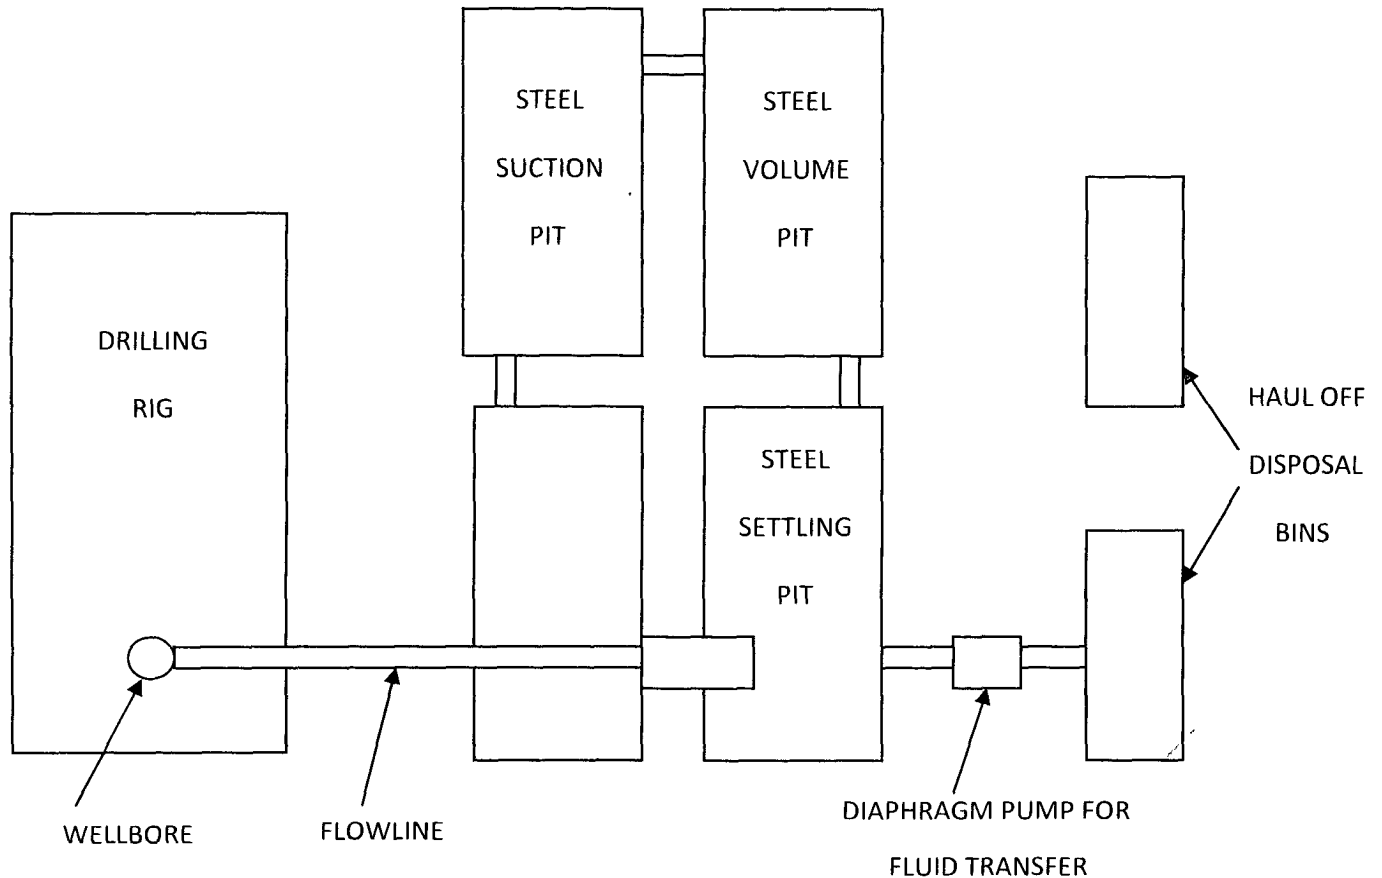 STEEL
SUCTION
PIT
STEEL
VOLUME
PIT
DRILLING
RIG
HAUL OFF
DISPOSAL
BINS
STEEL
SETTLING
PIT
WELLBORE
FLOWLINE
DIAPHRAGM PUMP FOR
FLUID TRANSFER